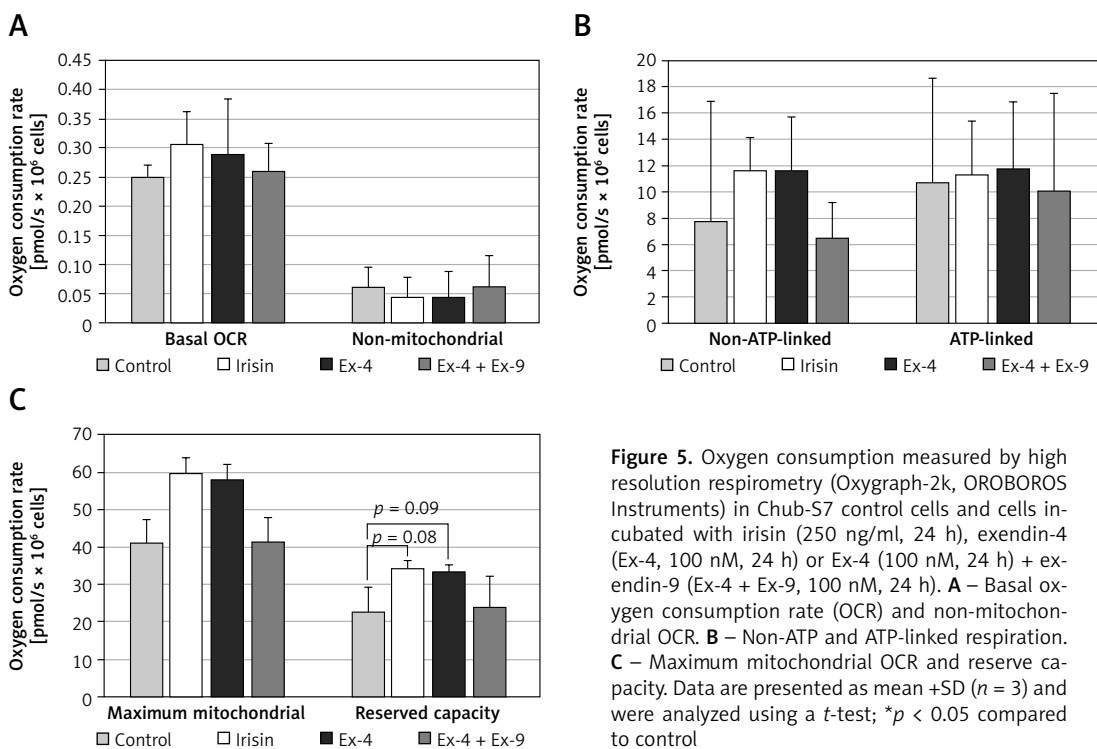 A
Oxygen consumption rate
[pmol/s × 10⁶ cells]
0.45
0.40
0.35
0.30
0.25
0.20
0.15
0.10
0.05
0
Basal OCR Non-mitochondrial
Control Irisin Ex-4 Ex-4 + Ex-9
B
Oxygen consumption rate
[pmol/s × 10⁶ cells]
20
18
16
14
12
10
8
6
4
2
0
Non-ATP-linked ATP-linked
Control Irisin Ex-4 Ex-4 + Ex-9
C
Oxygen consumption rate
[pmol/s × 10⁶ cells]
70
60
50
40
30
20
10
0
p = 0.09
p = 0.08
Maximum mitochondrial Reserved capacity
Control Irisin Ex-4 Ex-4 + Ex-9
Figure 5. Oxygen consumption measured by high
resolution respirometry (Oxygraph-2k, OROBOROS
Instruments) in Chub-S7 control cells and cells in-
cubated with irisin (250 ng/ml, 24 h), exendin-4
(Ex-4, 100 nM, 24 h) or Ex-4 (100 nM, 24 h) + ex-
endin-9 (Ex-4 + Ex-9, 100 nM, 24 h). A – Basal ox-
ygen consumption rate (OCR) and non-mitochon-
drial OCR. B – Non-ATP and ATP-linked respiration.
C – Maximum mitochondrial OCR and reserve ca-
pacity. Data are presented as mean +SD (n = 3) and
were analyzed using a t-test; *p < 0.05 compared
to control